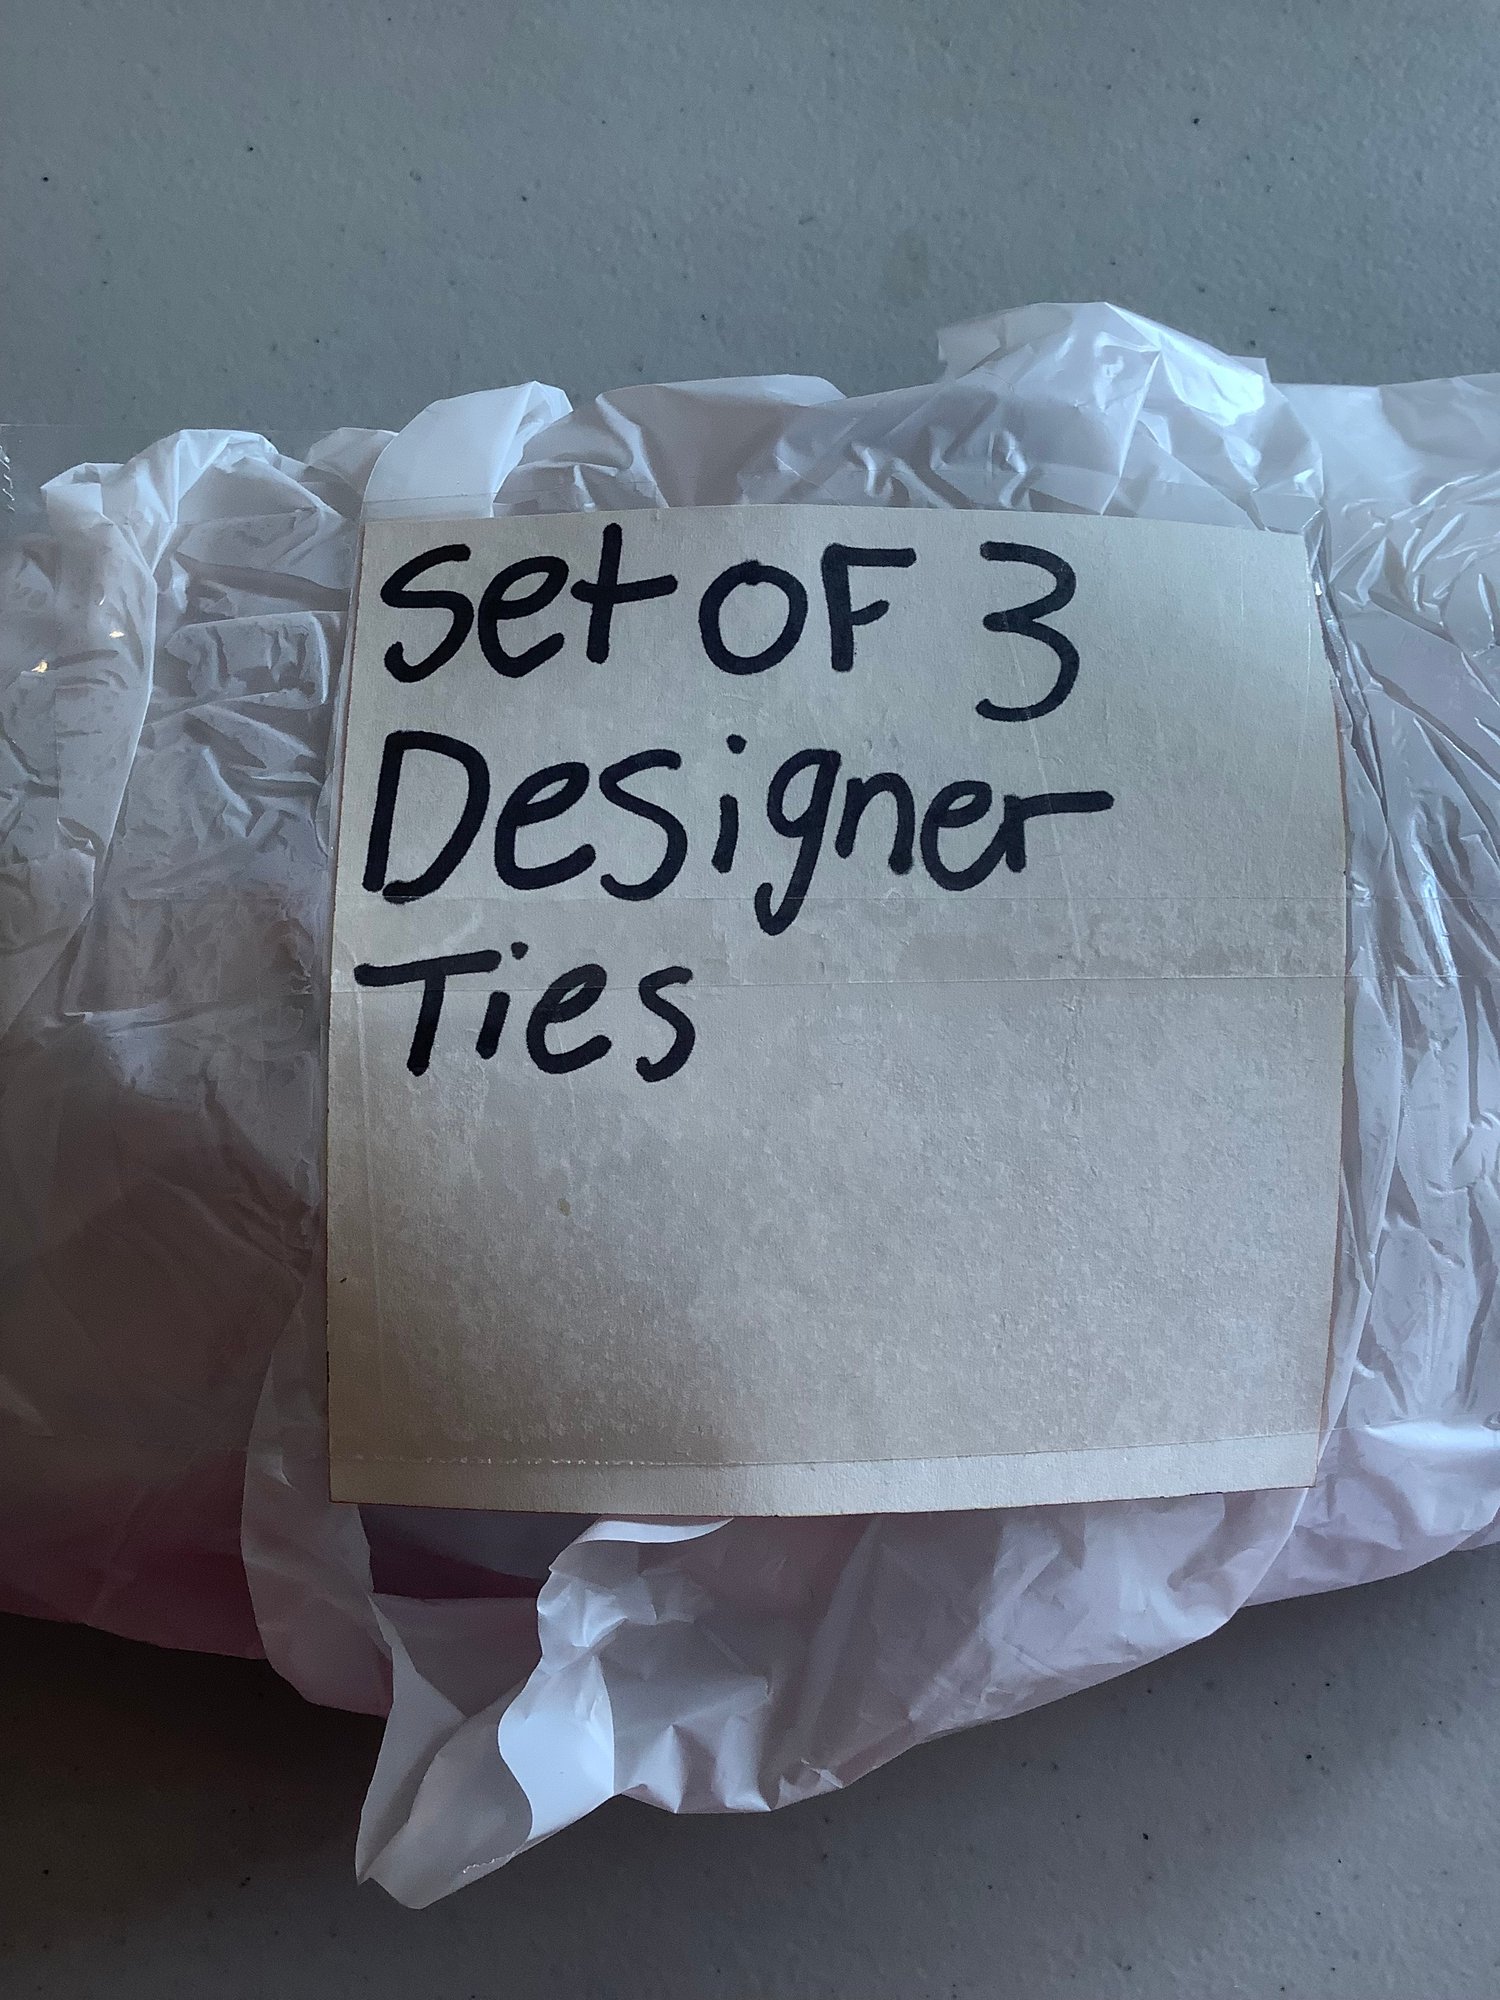 Set OF 3
Designer
Ties